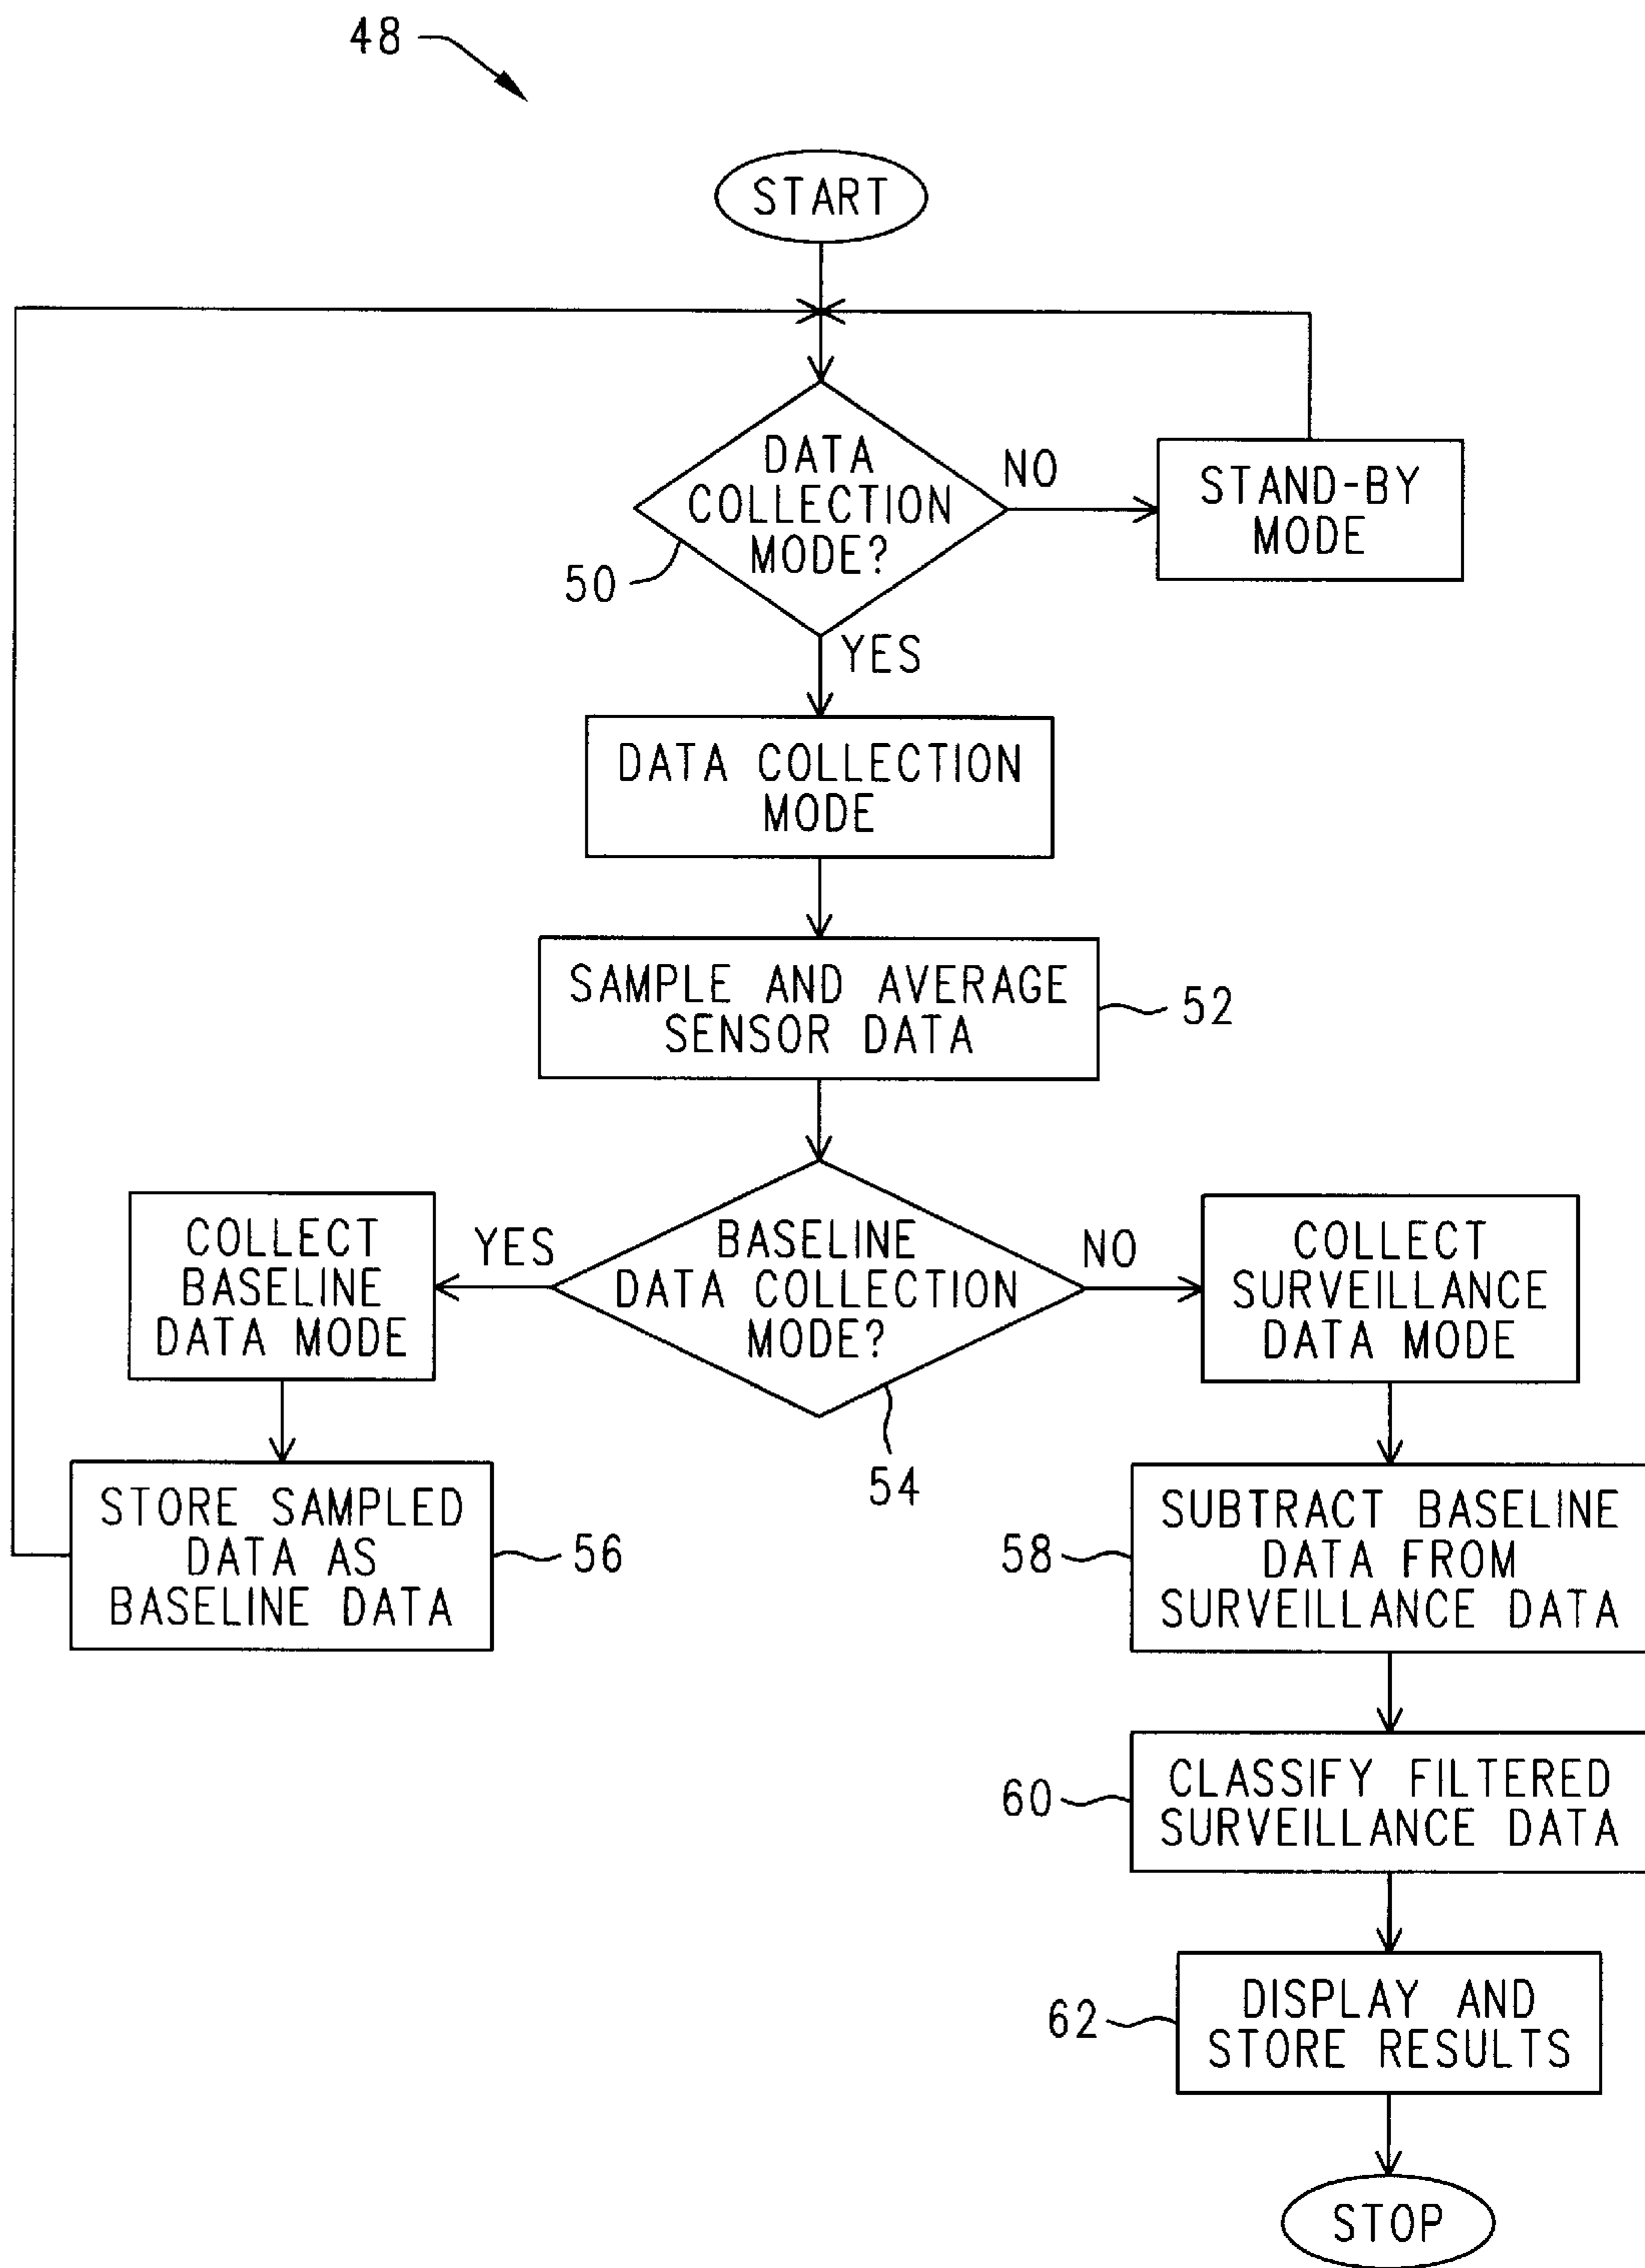 48
START
DATA
COLLECTION
MODE?
NO
STAND-BY
MODE
50
YES
DATA COLLECTION
MODE
SAMPLE AND AVERAGE
SENSOR DATA
52
COLLECT
BASELINE
DATA MODE
YES
BASELINE
DATA COLLECTION
MODE?
NO
COLLECT
SURVEILLANCE
DATA MODE
54
STORE SAMPLED
DATA AS
BASELINE DATA
56
58
SUBTRACT BASELINE
DATA FROM
SURVEILLANCE DATA
60
CLASSIFY FILTERED
SURVEILLANCE DATA
62
DISPLAY AND
STORE RESULTS
STOP